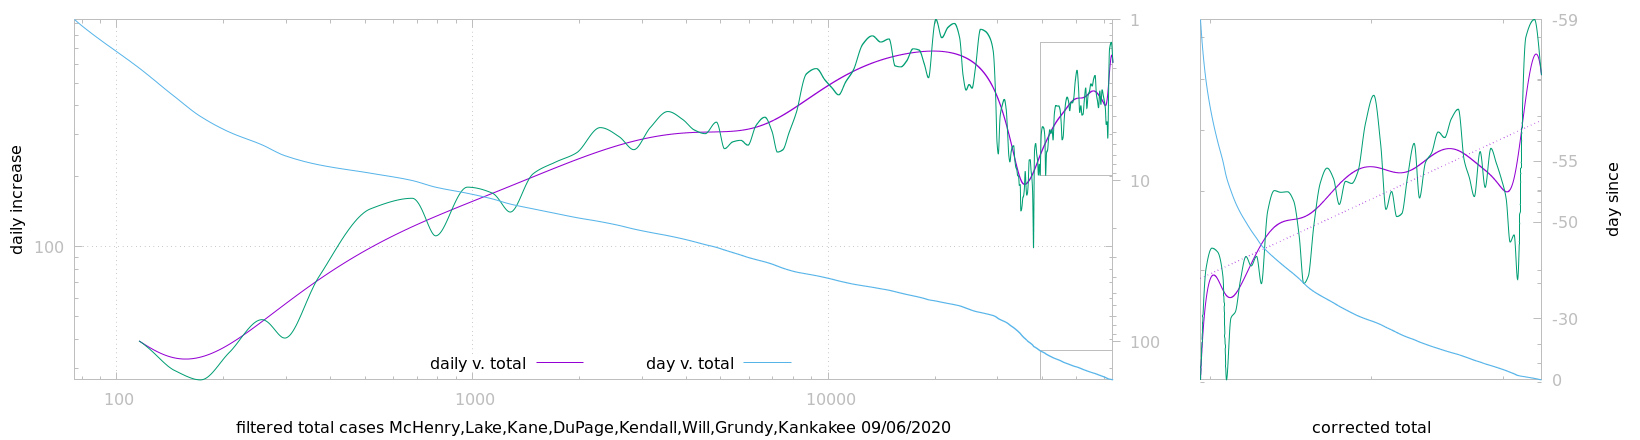 1
-59
10
-55
daily increase
day since
-50
100
-30
100
daily v. total
day v. total
0
100
1000
10000
filtered total cases McHenry,Lake,Kane,DuPage,Kendall,Will,Grundy,Kankakee 09/06/2020
corrected total